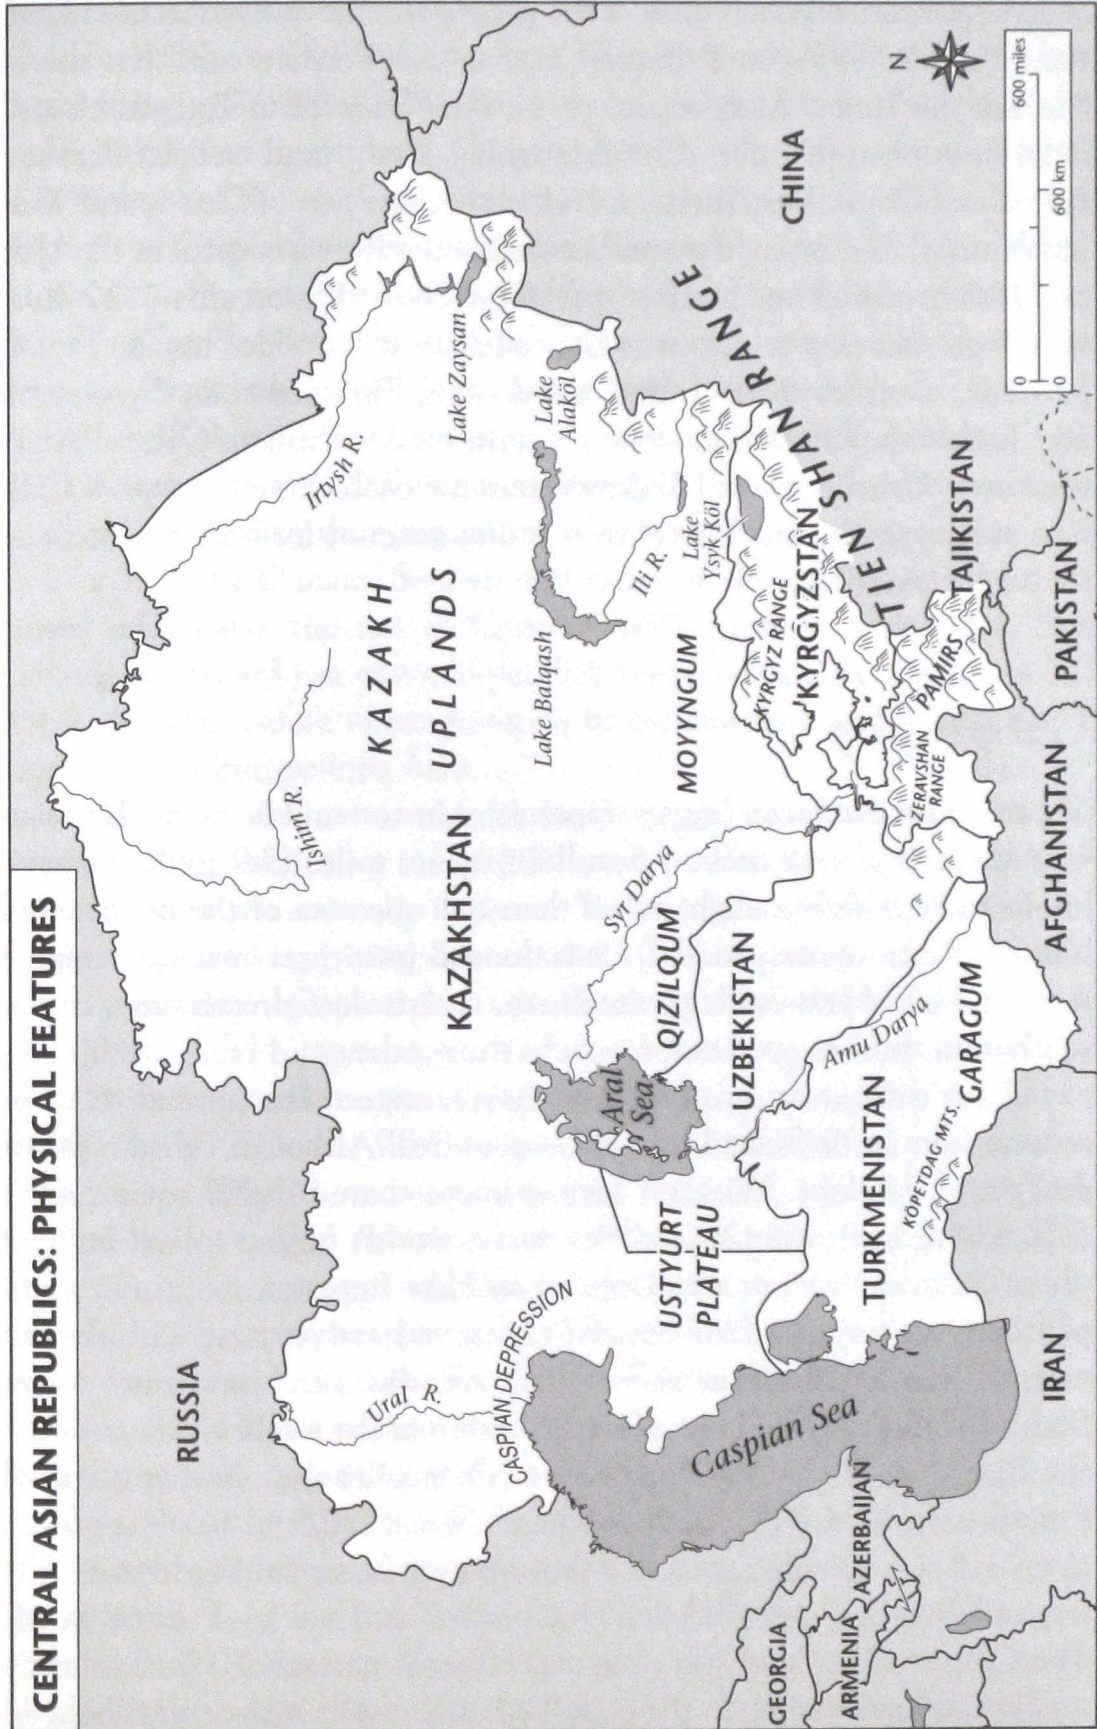 CENTRAL ASIAN REPUBLICS: PHYSICAL FEATURES
RUSSIA
Ural R.
CASPIAN DEPRESSION
Ishim R.
Irtysh R.
KAZAKH
UPLANDS
KAZAKHSTAN
Lake Zaysan
Lake
Alaköl
Lake Balqash
Ili R.
Lake
Ysyk-Köl
MOYYNGUM
Syr Darya
Aral
Sea
QIZILQUM
USTYURT
PLATEAU
UZBEKISTAN
KYRGYZ RANGE
KYRGYZSTAN
TIEN SHAN RANGE
CHINA
Caspian Sea
Amu Darya
TURKMENISTAN
GARAGUM
KOPETDAG MTS.
ZERAVSHAN
RANGE
PAMIRS
TAJIKISTAN
GEORGIA
ARMENIA
AZERBAIJAN
IRAN
AFGHANISTAN
PAKISTAN
N
0
600 miles
0
600 km